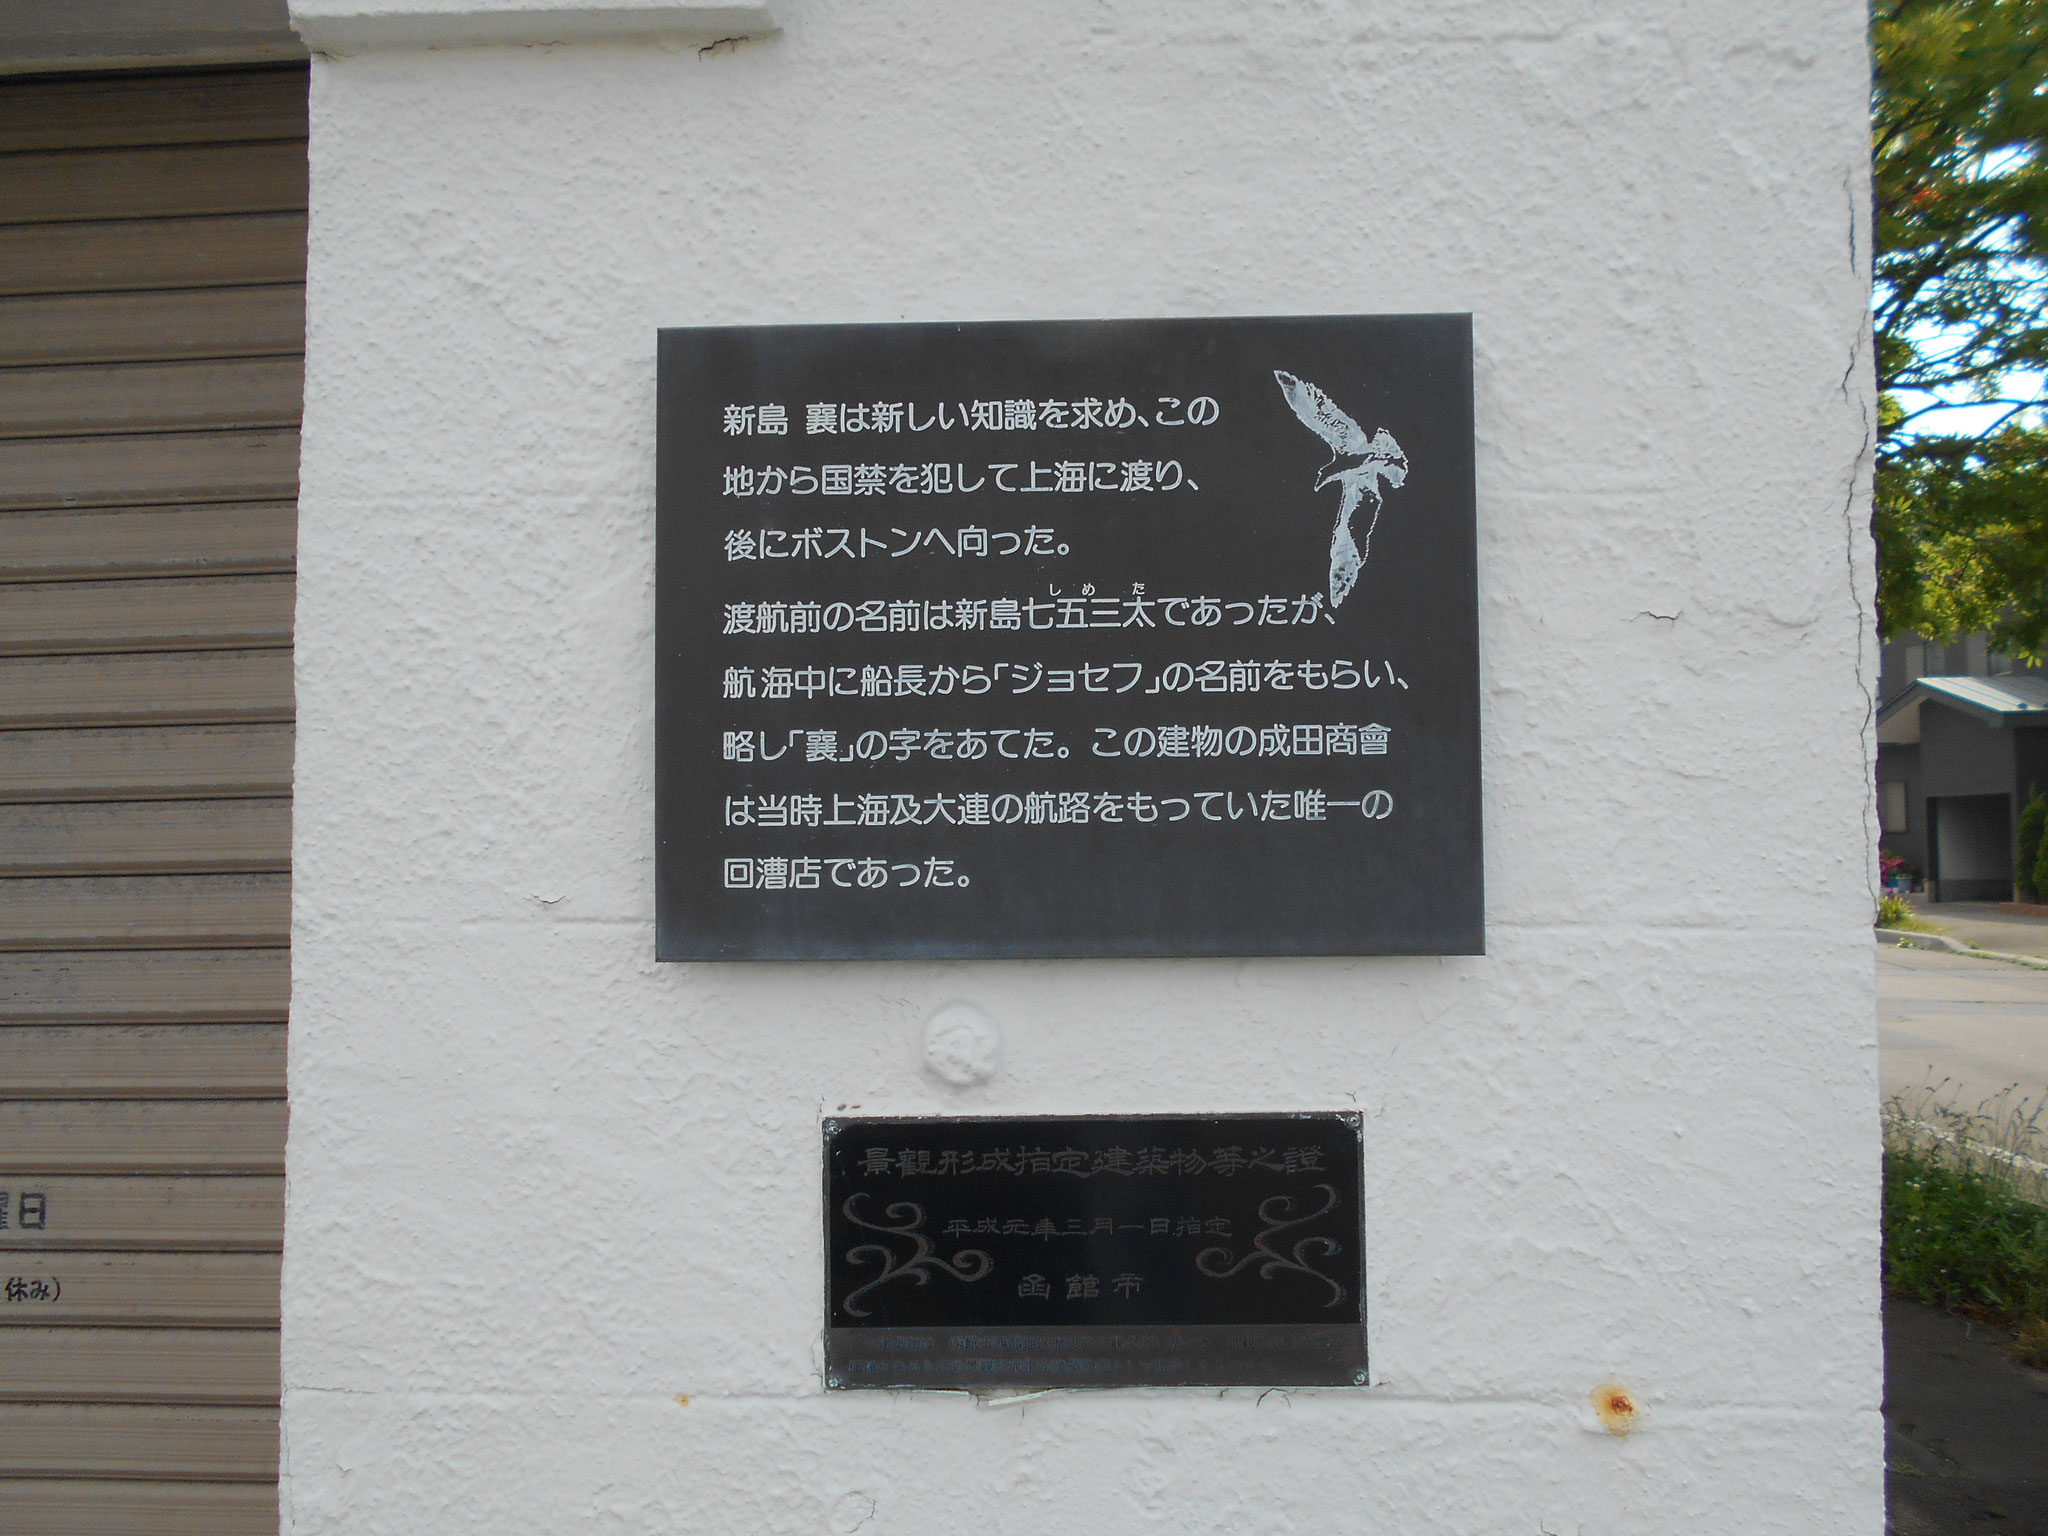 新島 襄は新しい知識を求め、この
地から国禁を犯して上海に渡り、
後にボストンへ向った。
しめた
渡航前の名前は新島七五三太であったが、
航海中に船長から「ジョセフ」の名前をもらい、
略し「襄」の字をあてた。この建物の成田商會
は当時上海及大連の航路をもっていた唯一の
回漕店であった。
景觀形成指定建築物等之證
平成元年三月一日指定
函館市
日
休み)